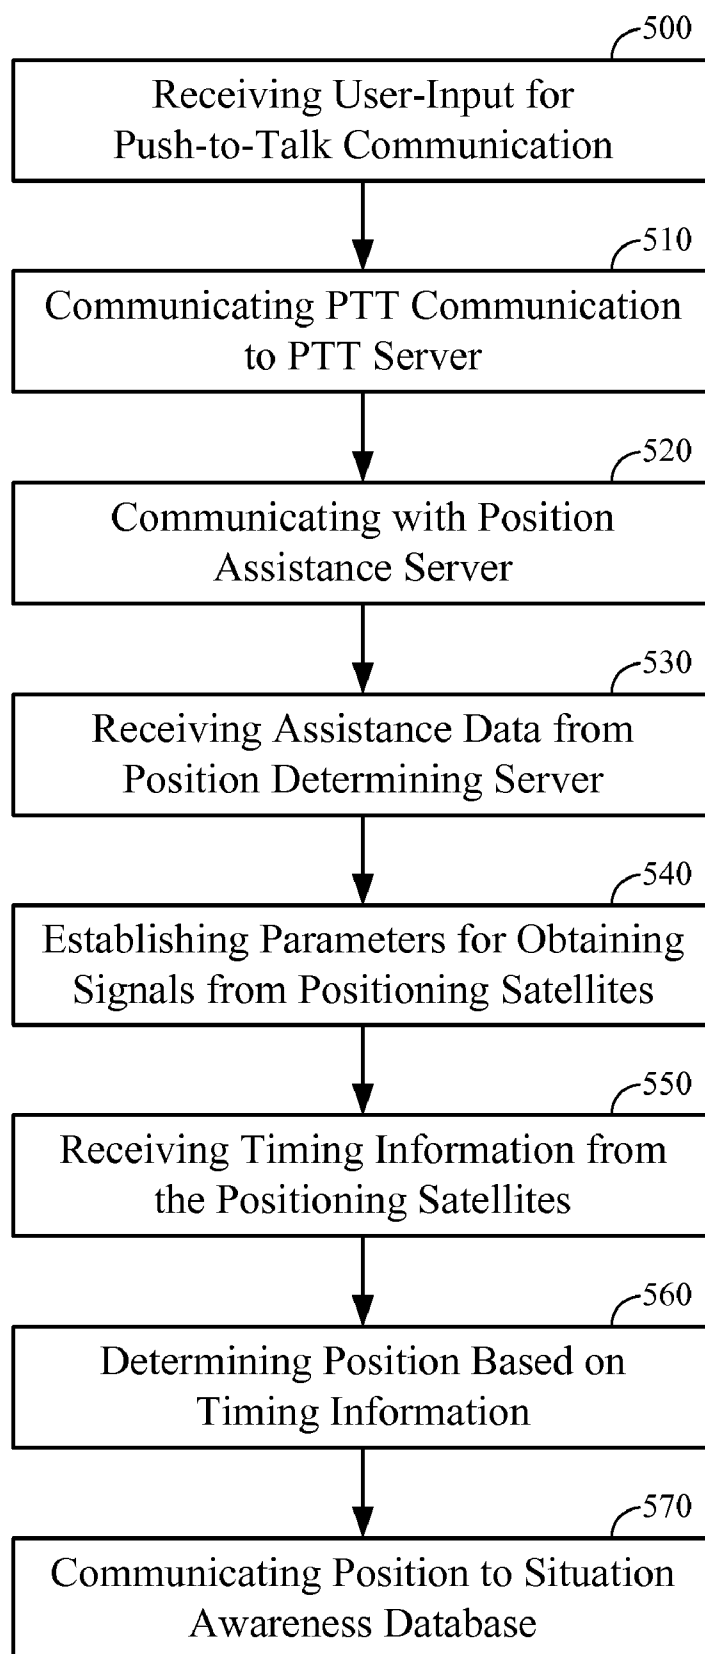 500
Receiving User-Input for
Push-to-Talk Communication
510
Communicating PTT Communication
to PTT Server
520
Communicating with Position
Assistance Server
530
Receiving Assistance Data from
Position Determining Server
540
Establishing Parameters for Obtaining
Signals from Positioning Satellites
550
Receiving Timing Information from
the Positioning Satellites
560
Determining Position Based on
Timing Information
570
Communicating Position to Situation
Awareness Database